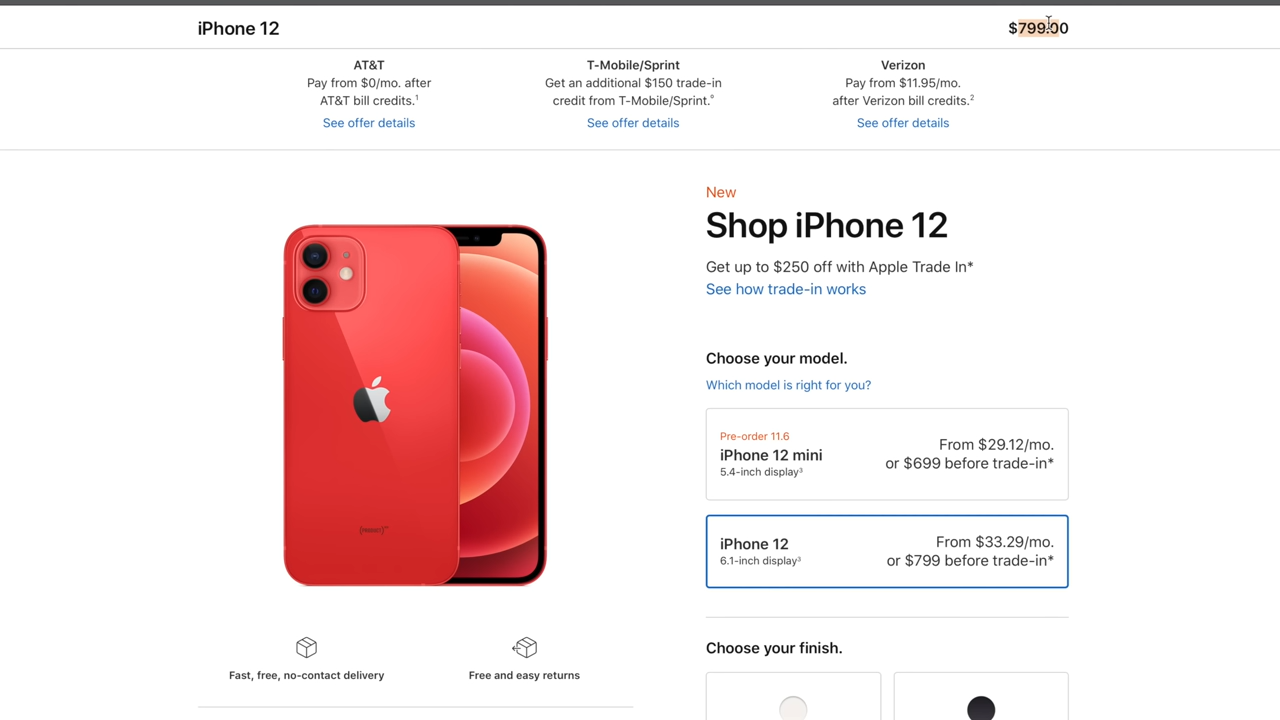 iPhone 12
$799.00
AT&T
Pay from $0/mo. after
AT&T bill credits.¹
See offer details
T-Mobile/Sprint
Get an additional $150 trade-in
credit from T-Mobile/Sprint.°
See offer details
Verizon
Pay from $11.95/mo.
after Verizon bill credits.²
See offer details
New
Shop iPhone 12
Get up to $250 off with Apple Trade In*
See how trade-in works
Choose your model.
Which model is right for you?
Pre-order 11.6
iPhone 12 mini
5.4-inch display³
From $29.12/mo.
or $699 before trade-in*
iPhone 12
6.1-inch display³
From $33.29/mo.
or $799 before trade-in*
Choose your finish.
Fast, free, no-contact delivery
Free and easy returns